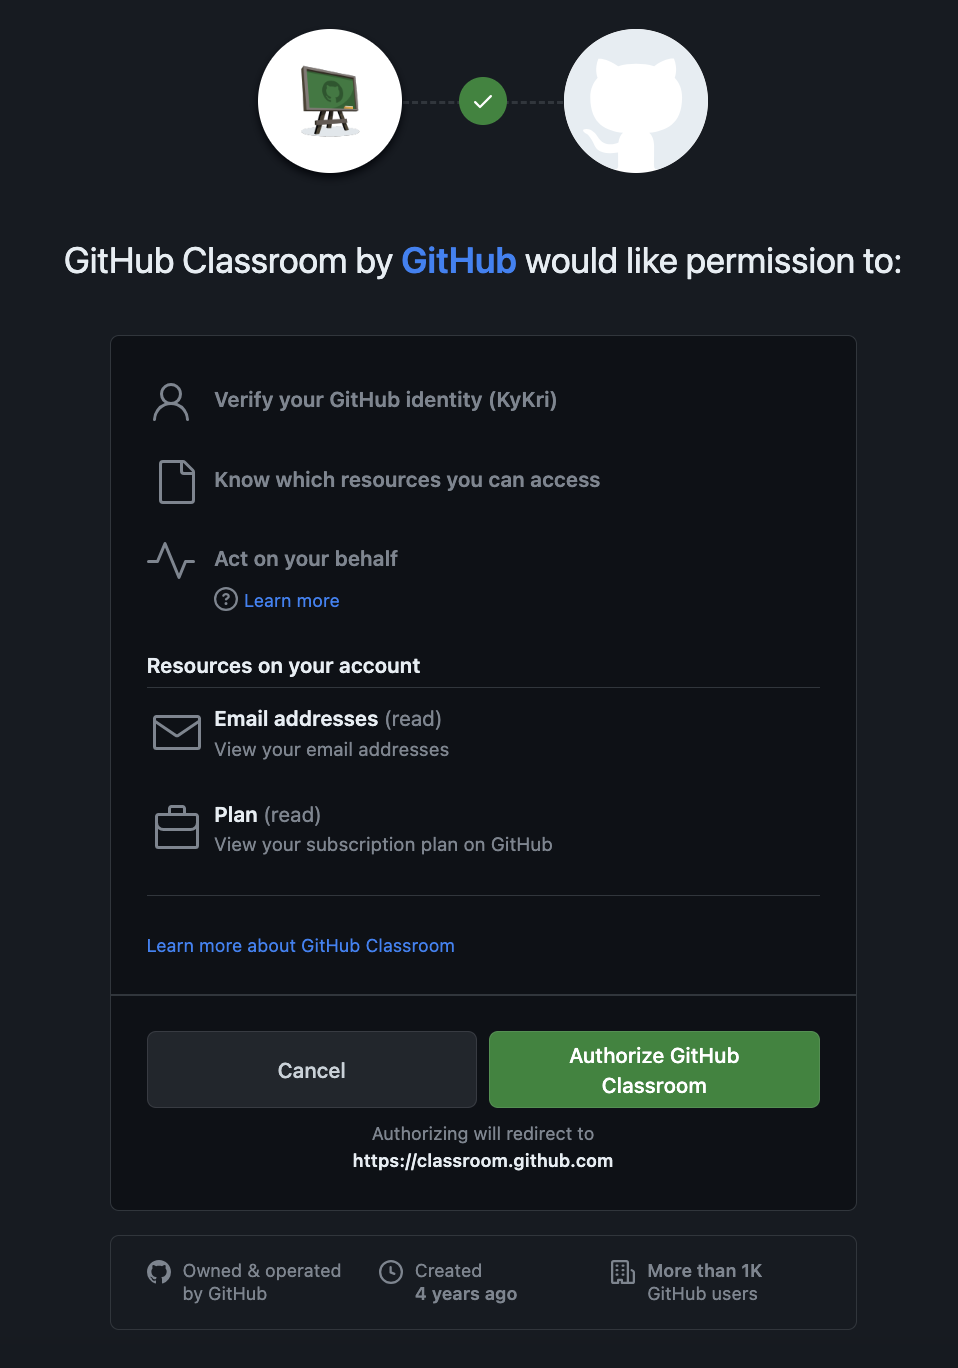 GitHub Classroom by GitHub would like permission to:
Verify your GitHub identity (KyKri)
Know which resources you can access
Act on your behalf
Learn more
Resources on your account
Email addresses (read)
View your email addresses
Plan (read)
View your subscription plan on GitHub
Learn more about GitHub Classroom
Cancel
Authorize GitHub
Classroom
Authorizing will redirect to
https://classroom.github.com
Owned & operated
by GitHub
Created
4 years ago
More than 1K
GitHub users